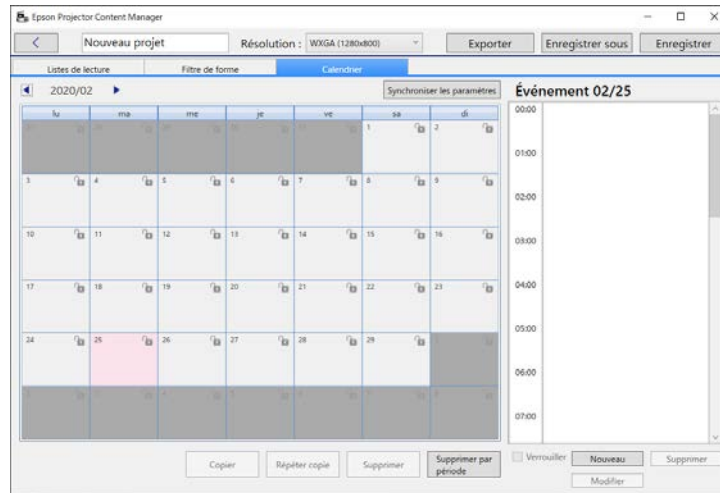 Epson Projector Content Manager
Nouveau projet
Résolution : WXGA (1280x800)
Exporter
Enregistrer sous
Enregistrer
Listes de lecture
Filtre de forme
Calendrier
2020/02
Synchroniser les paramètres
Événement 02/25
lu ma me je ve sa di
1 2
3 4 5 6 7 8 9
10 11 12 13 14 15 16
17 18 19 20 21 22 23
24 25 26 27 28 29
00:00
01:00
02:00
03:00
04:00
05:00
06:00
07:00
Copier
Répéter copie
Supprimer
Supprimer par
période
Verrouiller
Nouveau
Supprimer
Modifier